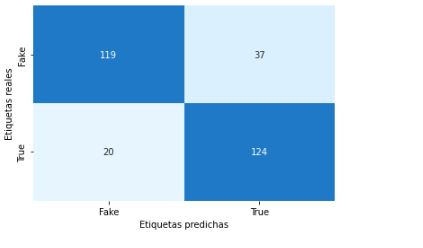 Etiquetas reales
Fake
119
37
True
20
124
Fake
True
Etiquetas predichas